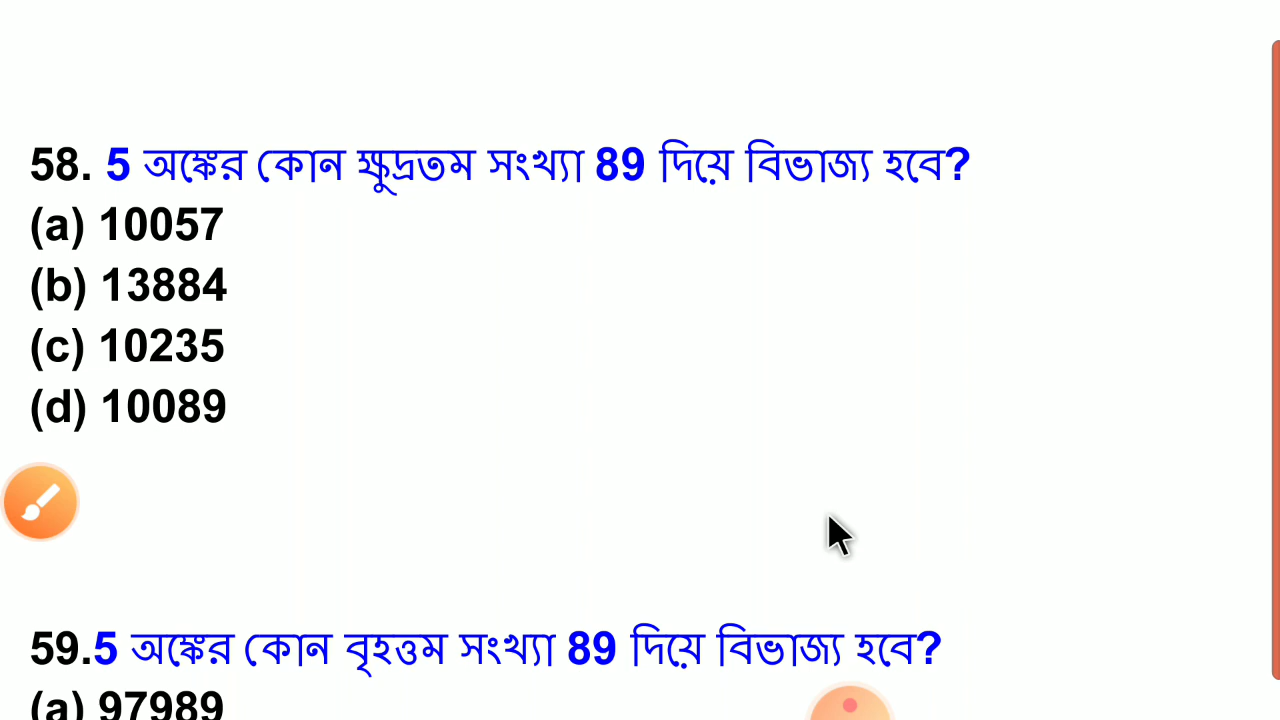 58. 5 অঙ্কের কোন ক্ষুদ্রতম সংখ্যা 89 দিয়ে বিভাজ্য হবে?
(a) 10057
(b) 13884
(c) 10235
(d) 10089
59.5 অঙ্কের কোন বৃহত্তম সংখ্যা 89 দিয়ে বিভাজ্য হবে?
(a) 97989